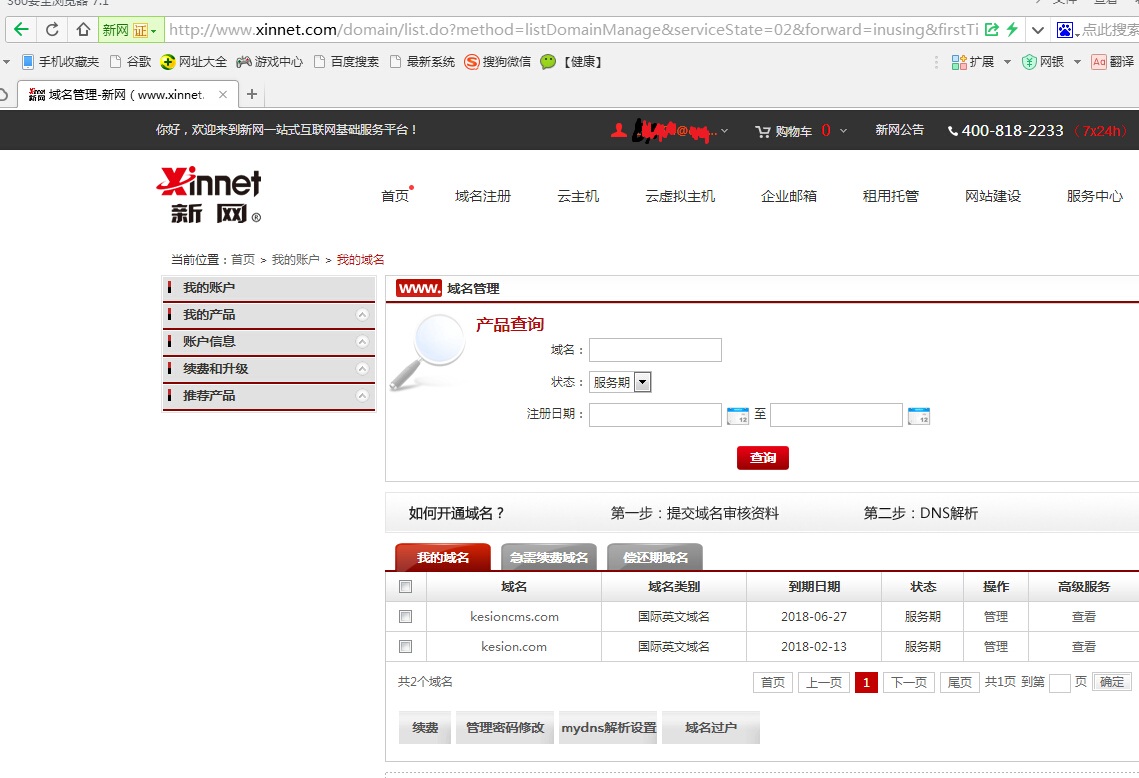 360安全浏览器 7.1
新网 证 http://www.xinnet.com/domain/list.do?method=listDomainManage&serviceState=02&forward=inusing&firstTi 点此搜索
手机收藏夹 谷歌 网址大全 游戏中心 百度搜索 最新系统 搜狗微信 【健康】 扩展 网银 翻译
域名管理-新网（www.xinnet.
你好，欢迎来到新网一站式互联网基础服务平台！ 购物车 0 新网公告 400-818-2233（7x24h）
Xinnet
新网®
首页 域名注册 云主机 云虚拟主机 企业邮箱 租用托管 网站建设 服务中心
当前位置：首页 > 我的账户 > 我的域名
我的账户
我的产品
账户信息
续费和升级
推荐产品
www. 域名管理
产品查询
域名：
状态： 服务期
注册日期： 12 至 12
查询
如何开通域名？ 第一步：提交域名审核资料 第二步：DNS解析
我的域名 急需续费域名 偿还期域名
域名 域名类别 到期日期 状态 操作 高级服务
kesioncms.com 国际英文域名 2018-06-27 服务期 管理 查看
kesion.com 国际英文域名 2018-02-13 服务期 管理 查看
共2个域名 首页 上一页 1 下一页 尾页 共1页 到第 页 确定
续费 管理密码修改 mydns解析设置 域名过户